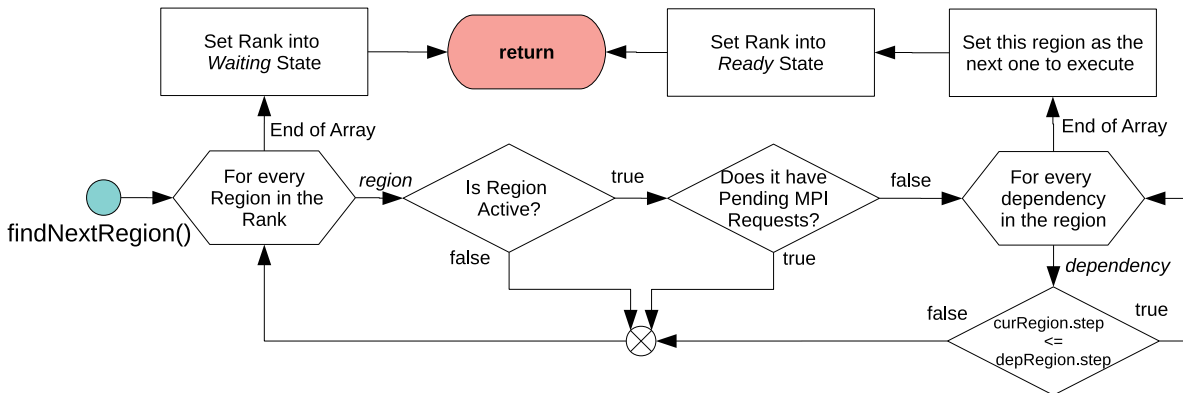 Set Rank into
Waiting State
return
Set Rank into
Ready State
Set this region as the
next one to execute
End of Array
End of Array
For every
Region in the
Rank
region
Is Region
Active?
true
Does it have
Pending MPI
Requests?
false
For every
dependency
in the region
findNextRegion()
false
true
dependency
false
curRegion.step
<=
depRegion.step
true